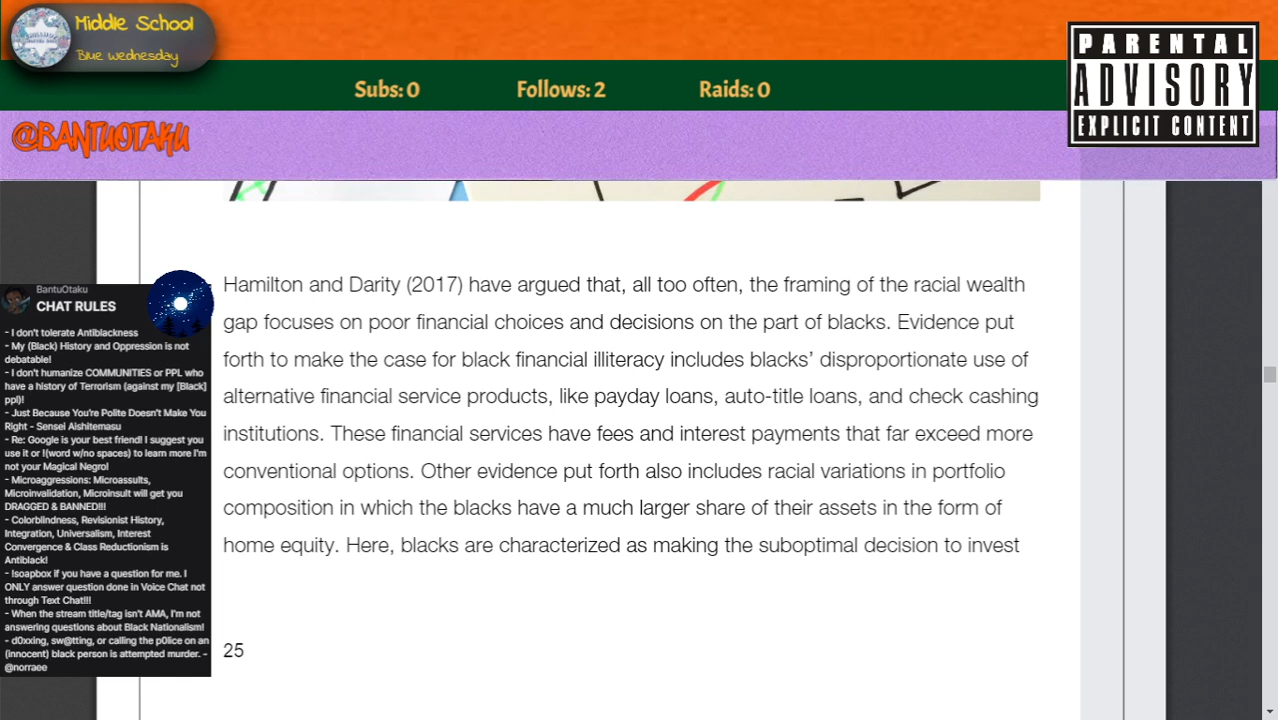 Middle School
Blue wednesday
PARENTAL
ADVISORY
EXPLICIT CONTENT
Subs: 0
Follows: 2
Raids: 0
@BANTUOTAKU
Hamilton and Darity (2017) have argued that, all too often, the framing of the racial wealth
gap focuses on poor financial choices and decisions on the part of blacks. Evidence put
forth to make the case for black financial illiteracy includes blacks’ disproportionate use of
alternative financial service products, like payday loans, auto-title loans, and check cashing
institutions. These financial services have fees and interest payments that far exceed more
conventional options. Other evidence put forth also includes racial variations in portfolio
composition in which the blacks have a much larger share of their assets in the form of
home equity. Here, blacks are characterized as making the suboptimal decision to invest
25
BantuOtaku
CHAT RULES
- I don't tolerate Antiblackness
- My (Black) History and Oppression is not
debatable!
- I don't humanize COMMUNITIES or PPL who
have a history of Terrorism (against my [Black]
ppl)!
- Just Because You're Polite Doesn't Make You
Right - Sensei Aishitemasu
- Re: Google is your best friend! I suggest you
use it or !(word w/no spaces) to learn more I'm
not your Magical Negro!
- Microaggressions: Microassults,
Microinvalidation, Microinsult will get you
DRAGGED & BANNED!!!
- Colorblindness, Revisionist History,
Integration, Universalism, Interest
Convergence & Class Reductionism is
Antiblack!
- !soapbox if you have a question for me. I
ONLY answer question done in Voice Chat not
through Text Chat!!!
- When the stream title/tag isn't AMA, I'm not
answering questions about Black Nationalism!
- d0xxing, sw@tting, or calling the p0lice on an
(innocent) black person is attempted murder. -
@norraee